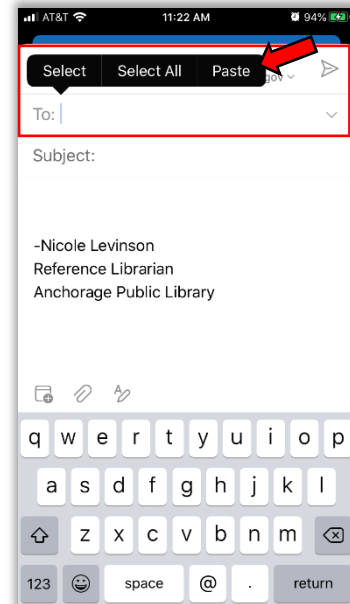 AT&T 11:22 AM 94%
Select Select All Paste
gov
To:
Subject:
-Nicole Levinson
Reference Librarian
Anchorage Public Library
q w e r t y u i o p
a s d f g h j k l
z x c v b n m
123 space @ . return